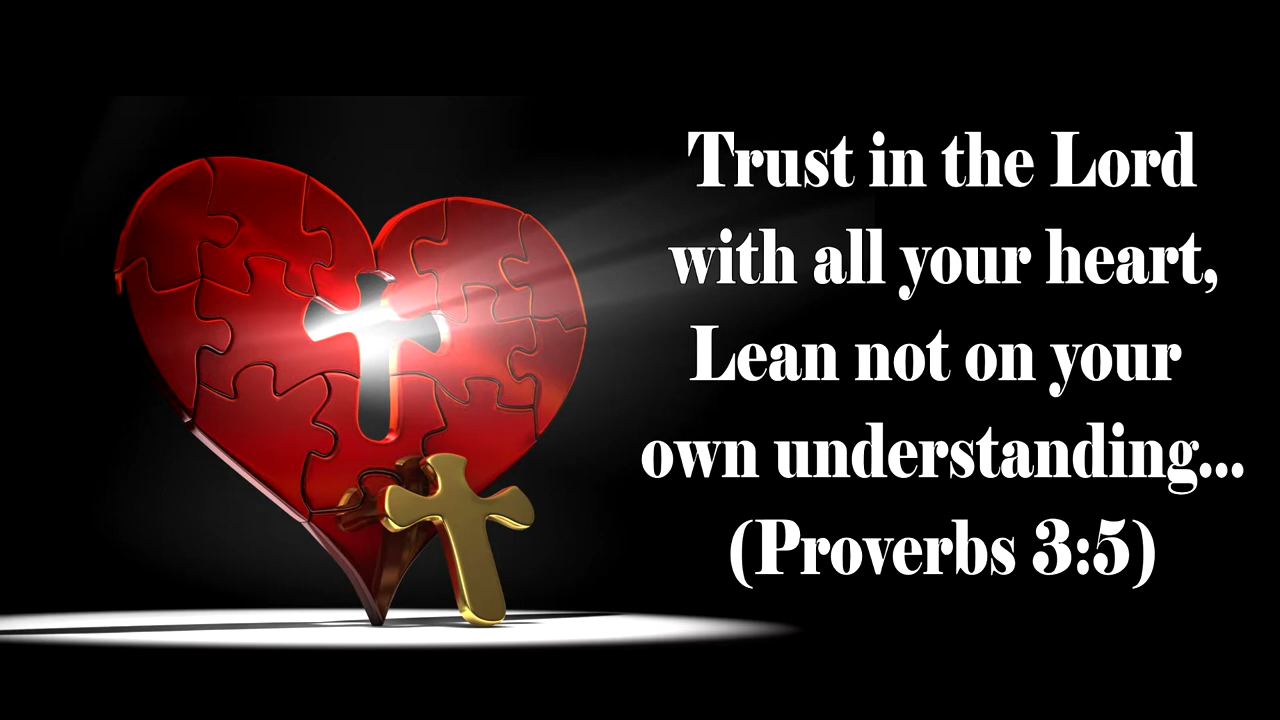 Trust in the Lord
with all your heart,
Lean not on your
own understanding...
(Proverbs 3:5)